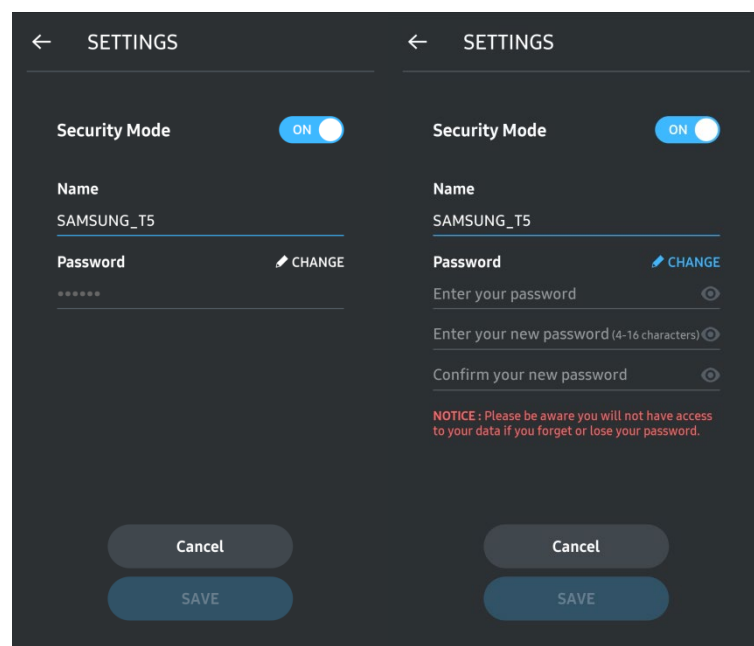 ← SETTINGS
Security Mode ON
Name
SAMSUNG_T5
Password CHANGE
••••••
Cancel
SAVE
← SETTINGS
Security Mode ON
Name
SAMSUNG_T5
Password CHANGE
Enter your password
Enter your new password (4-16 characters)
Confirm your new password
NOTICE : Please be aware you will not have access
to your data if you forget or lose your password.
Cancel
SAVE